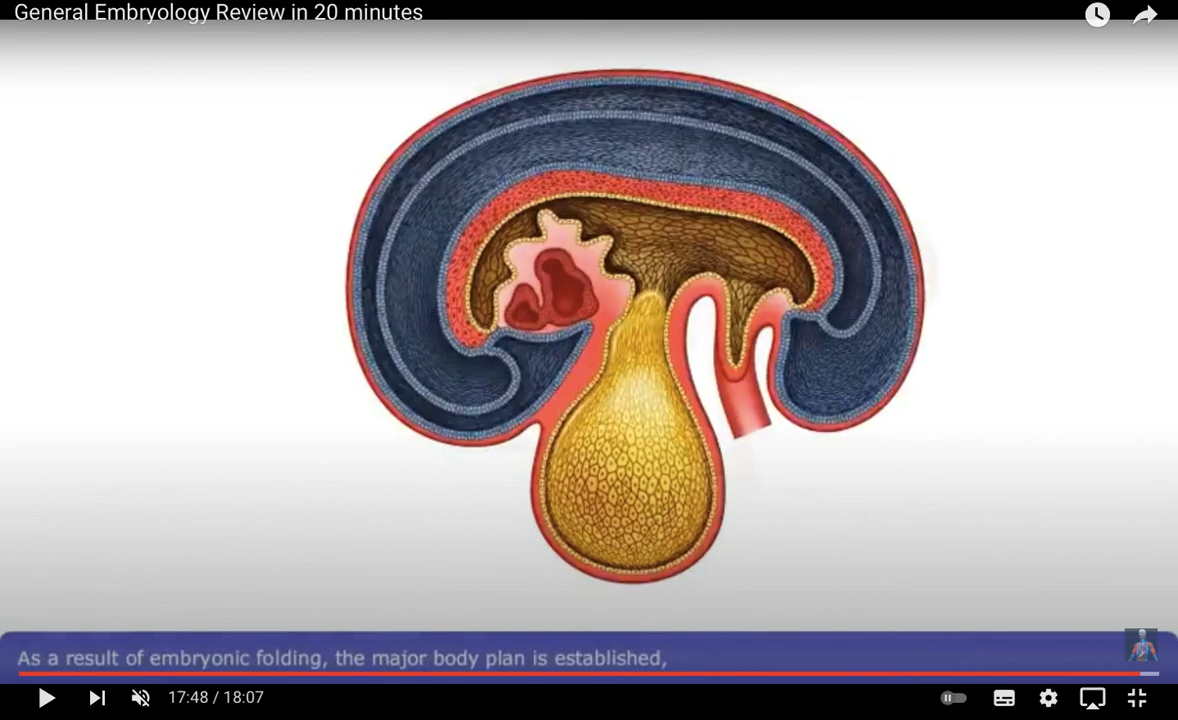 General Embryology Review in 20 minutes
As a result of embryonic folding, the major body plan is established,
17:48 / 18:07